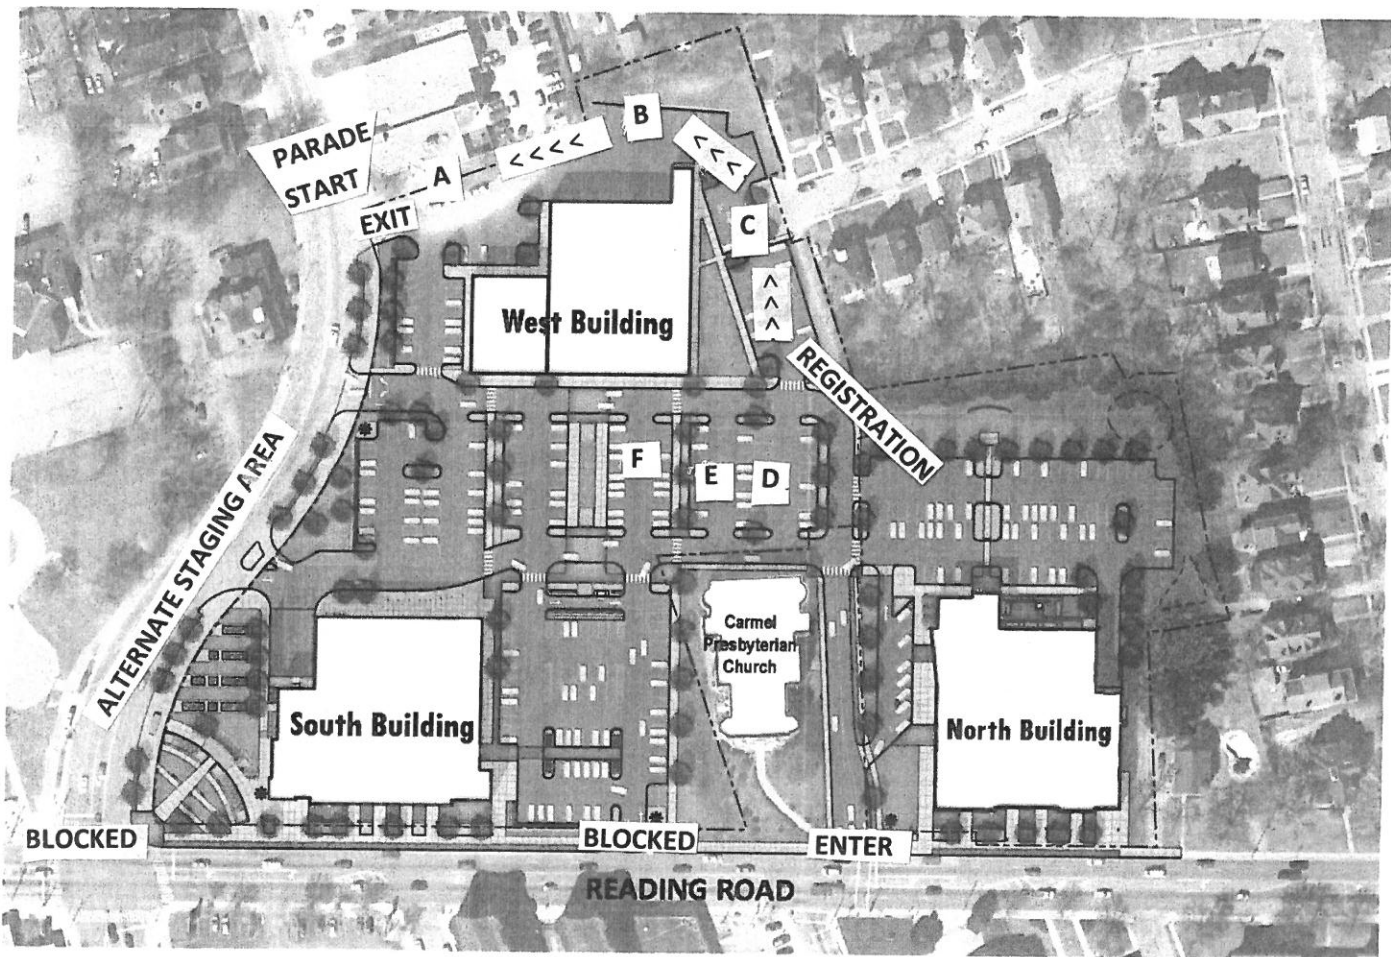 PARADE
START
B
<<<<
<<<
A
EXIT
C
<<<
West Building
REGISTRATION
F
E
D
ALTERNATE STAGING AREA
Carmel
Presbyterian
Church
South Building
North Building
BLOCKED
BLOCKED
ENTER
READING ROAD